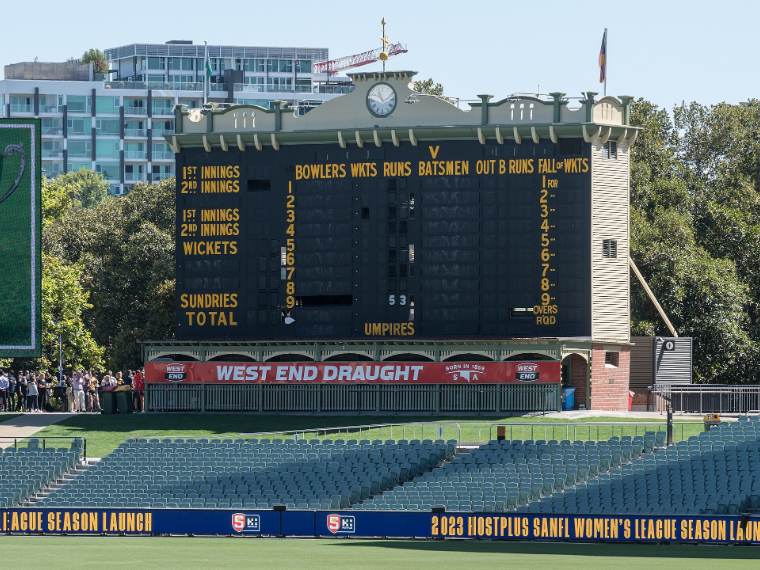 V
1ST INNINGS
2ND INNINGS
BOWLERS WKTS RUNS BATSMEN OUT B RUNS FALL OF WKTS
1 1 FOR
2 2 "
1ST INNINGS 3 3 "
2ND INNINGS 4 4 "
WICKETS 5 5 "
6 6 "
7 7 "
8 8 "
SUNDRIES 9 53 9 "
TOTAL OVERS
RQD
UMPIRES
WEST END WEST END DRAUGHT BORN IN 1859 SA WEST END
LEAGUE SEASON LAUNCH 5 5 2023 HOSTPLUS SANFL WOMEN'S LEAGUE SEASON LAUN